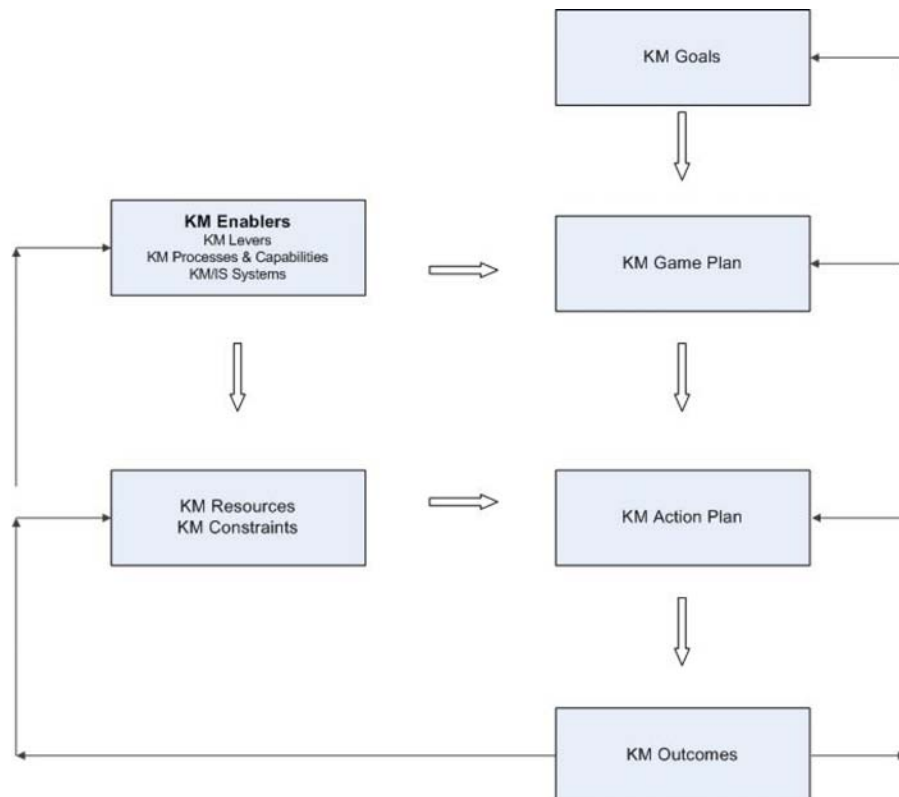 KM Goals
KM Enablers
KM Levers
KM Processes & Capabilities
KM/IS Systems
KM Game Plan
KM Resources
KM Constraints
KM Action Plan
KM Outcomes